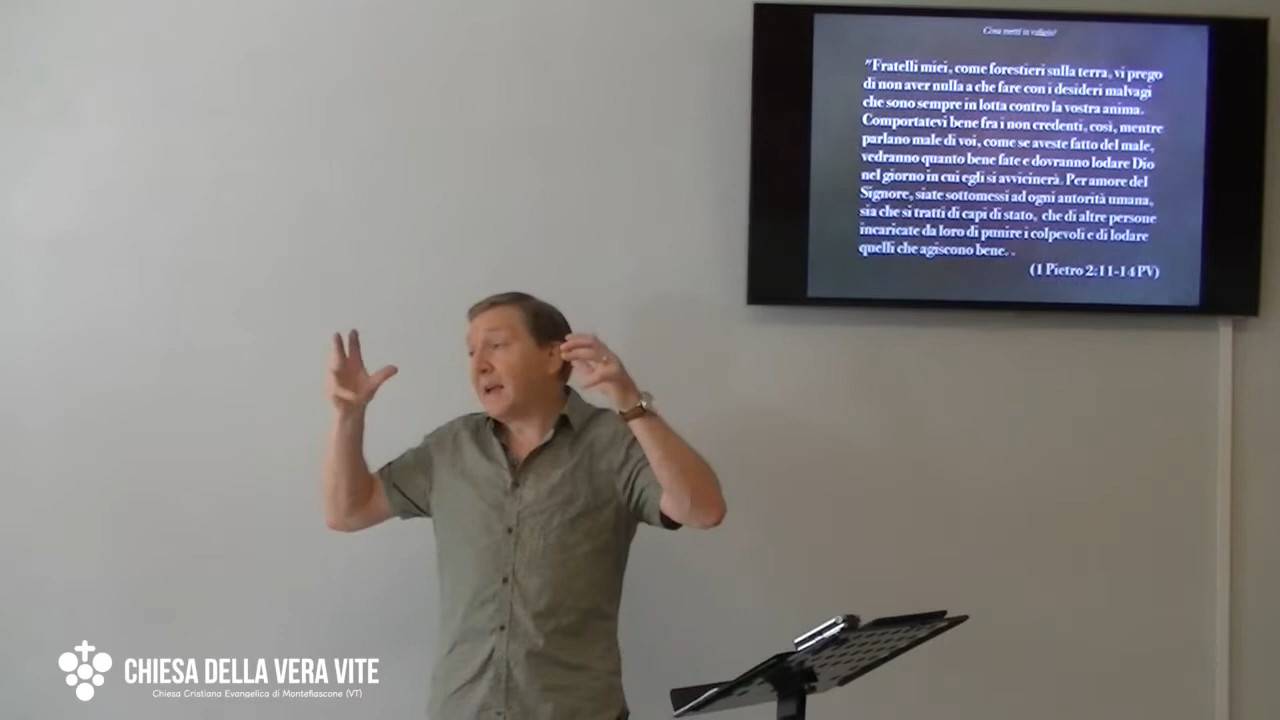 Cosa metti in valigia?
"Fratelli miei, come forestieri sulla terra, vi prego
di non aver nulla a che fare con i desideri malvagi
che sono sempre in lotta contro la vostra anima.
Comportatevi bene fra i non credenti, così, mentre
parlano male di voi, come se aveste fatto del male,
vedranno quanto bene fate e dovranno lodare Dio
nel giorno in cui egli si avvicinerà. Per amore del
Signore, siate sottomessi ad ogni autorità umana,
sia che si tratti di capi di stato, che di altre persone
incaricate da loro di punire i colpevoli e di lodare
quelli che agiscono bene. .
(1 Pietro 2:11-14 PV)
CHIESA DELLA VERA VITE
Chiesa Cristiana Evangelica di Montefiascone (VT)